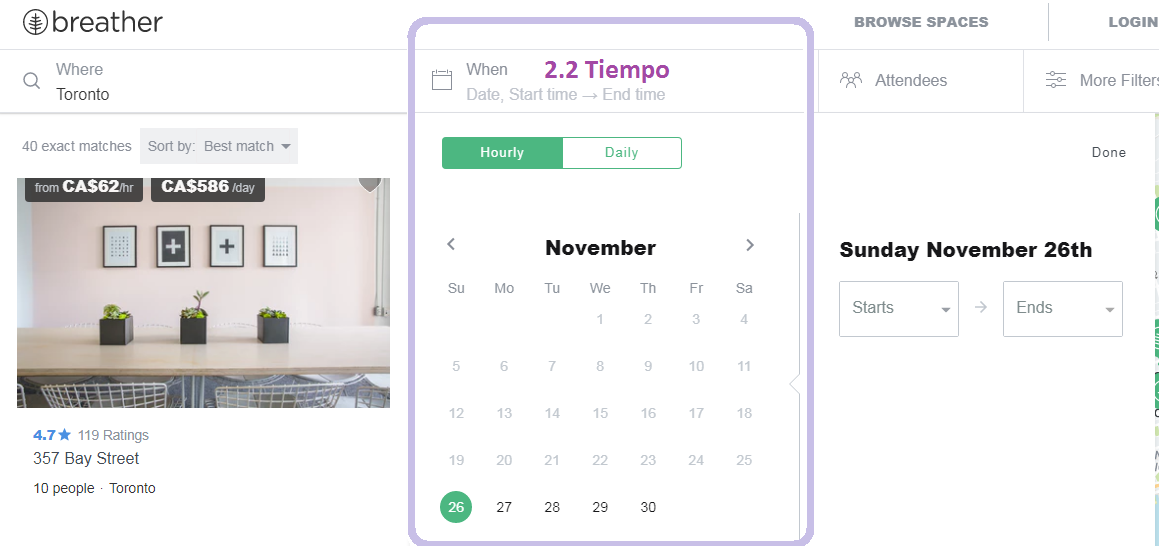 breather
BROWSE SPACES
LOGIN
Where
Toronto
When
2.2 Tiempo
Date, Start time → End time
Attendees
More Filters
40 exact matches
Sort by: Best match
Hourly
Daily
Done
from CA$62/hr
CA$586 /day
November
Su Mo Tu We Th Fr Sa
1 2 3 4
5 6 7 8 9 10 11
12 13 14 15 16 17 18
19 20 21 22 23 24 25
26 27 28 29 30
Sunday November 26th
Starts → Ends
4.7★ 119 Ratings
357 Bay Street
10 people · Toronto